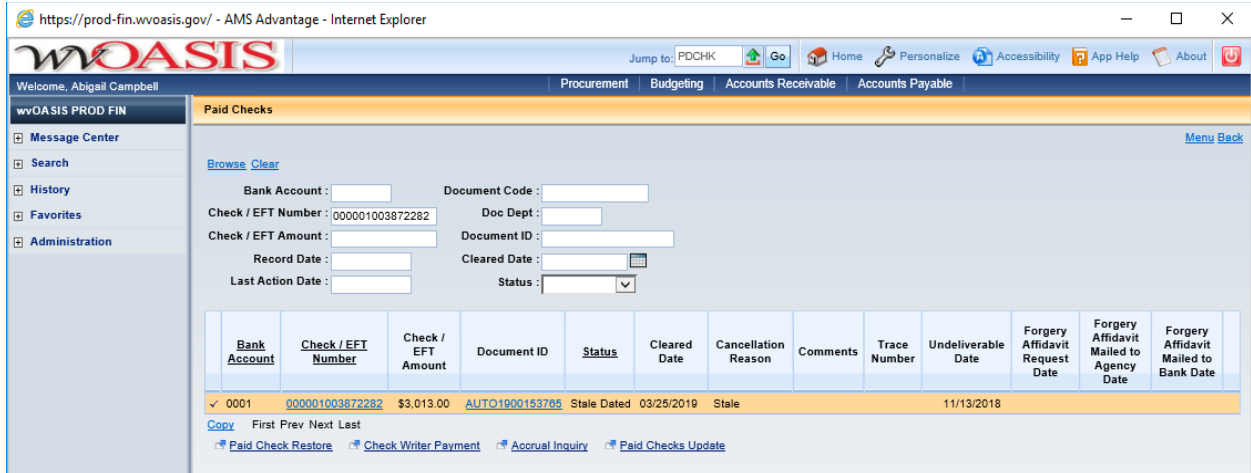 https://prod-fin.wvoasis.gov/ - AMS Advantage - Internet Explorer
wvOASIS
Jump to: PDCHK Go Home Personalize Accessibility App Help About
Welcome, Abigail Campbell Procurement Budgeting Accounts Receivable Accounts Payable
wvOASIS PROD FIN
Message Center
Search
History
Favorites
Administration
Paid Checks
Menu Back
Browse Clear
Bank Account : Document Code :
Check / EFT Number : 000001003872282 Doc Dept :
Check / EFT Amount : Document ID :
Record Date : Cleared Date :
Last Action Date : Status :
Bank Account Check / EFT Number Check / EFT Amount Document ID Status Cleared Date Cancellation Reason Comments Trace Number Undeliverable Date Forgery Affidavit Request Date Forgery Affidavit Mailed to Agency Date Forgery Affidavit Mailed to Bank Date
✓ 0001 000001003872282 $3,013.00 AUTO1900153765 Stale Dated 03/25/2019 Stale 11/13/2018
Copy First Prev Next Last
Paid Check Restore Check Writer Payment Accrual Inquiry Paid Checks Update